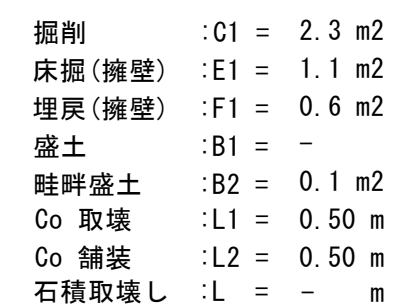 掘削 :C1 = 2.3 m2
床掘(擁壁) :E1 = 1.1 m2
埋戻(擁壁) :F1 = 0.6 m2
盛土 :B1 = -
畦畔盛土 :B2 = 0.1 m2
Co 取壊 :L1 = 0.50 m
Co 舗装 :L2 = 0.50 m
石積取壊し :L = - m